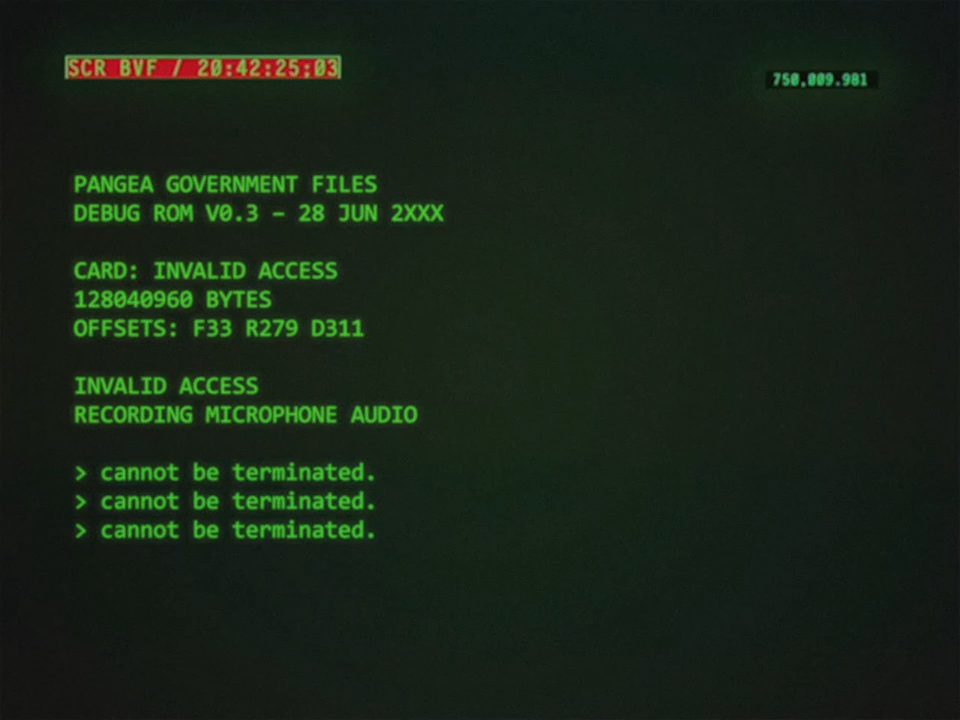 SCR BVF / 20:42:25:03
750,009.981
PANGEA GOVERNMENT FILES
DEBUG ROM V0.3 – 28 JUN 2XXX
CARD: INVALID ACCESS
128040960 BYTES
OFFSETS: F33 R279 D311
INVALID ACCESS
RECORDING MICROPHONE AUDIO
> cannot be terminated.
> cannot be terminated.
> cannot be terminated.